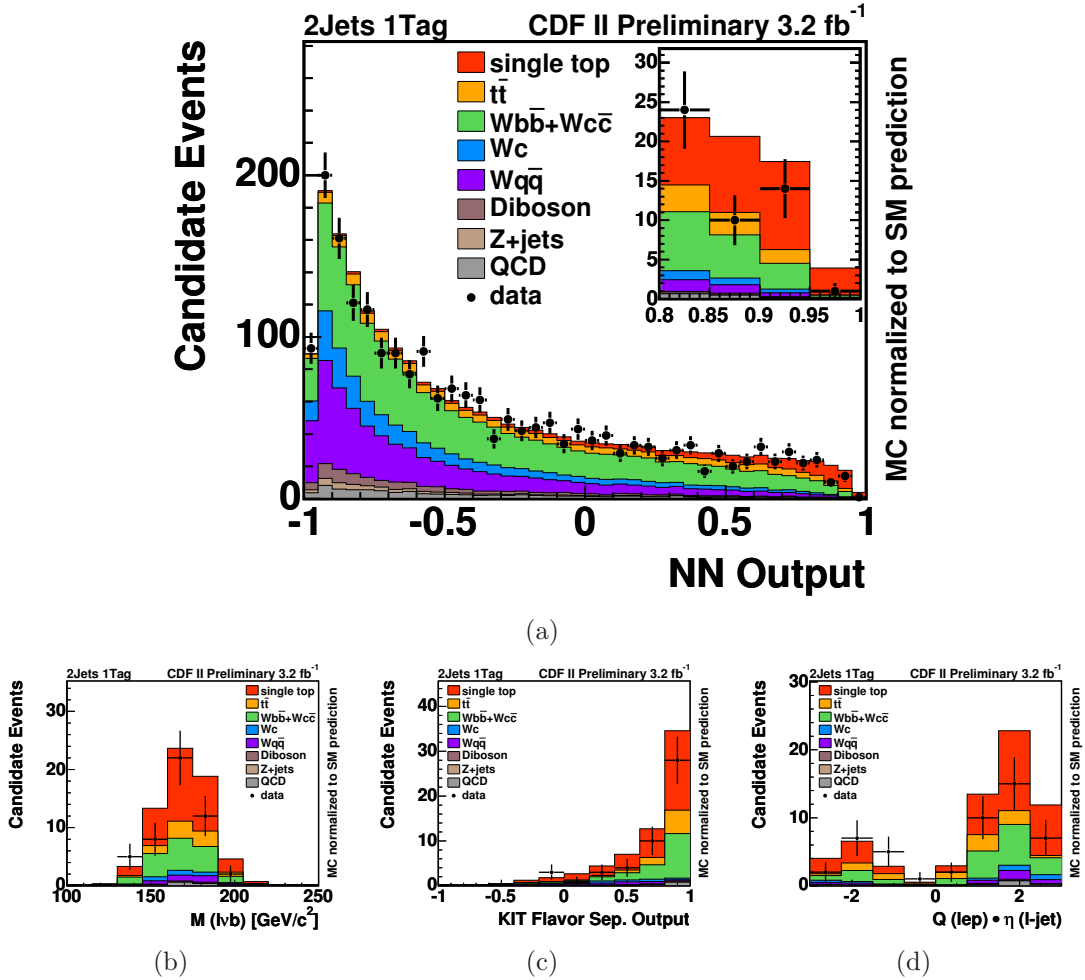 (a)
2Jets 1Tag CDF II Preliminary 3.2 fb⁻¹
Candidate Events
200
100
0
single top
tt̄
Wbb̄+Wcc̄
Wc
Wqq̄
Diboson
Z+jets
QCD
data
30
25
20
15
10
5
0
0.8 0.85 0.9 0.95 1
MC normalized to SM prediction
-1 -0.5 0 0.5 1
NN Output
(a)
2Jets 1Tag CDF II Preliminary 3.2 fb⁻¹
Candidate Events
30
20
10
0
single top
tt̄
Wbb̄+Wcc̄
Wc
Wqq̄
Diboson
Z+jets
QCD
data
MC normalized to SM prediction
100 150 200 250
M (lνb) [GeV/c²]
(b)
2Jets 1Tag CDF II Preliminary 3.2 fb⁻¹
Candidate Events
40
30
20
10
0
single top
tt̄
Wbb̄+Wcc̄
Wc
Wqq̄
Diboson
Z+jets
QCD
data
MC normalized to SM prediction
-1 -0.5 0 0.5 1
KIT Flavor Sep. Output
(c)
2Jets 1Tag CDF II Preliminary 3.2 fb⁻¹
Candidate Events
30
20
10
0
single top
tt̄
Wbb̄+Wcc̄
Wc
Wqq̄
Diboson
Z+jets
QCD
data
MC normalized to SM prediction
-2 0 2
Q (lep) • η (l-jet)
(d)